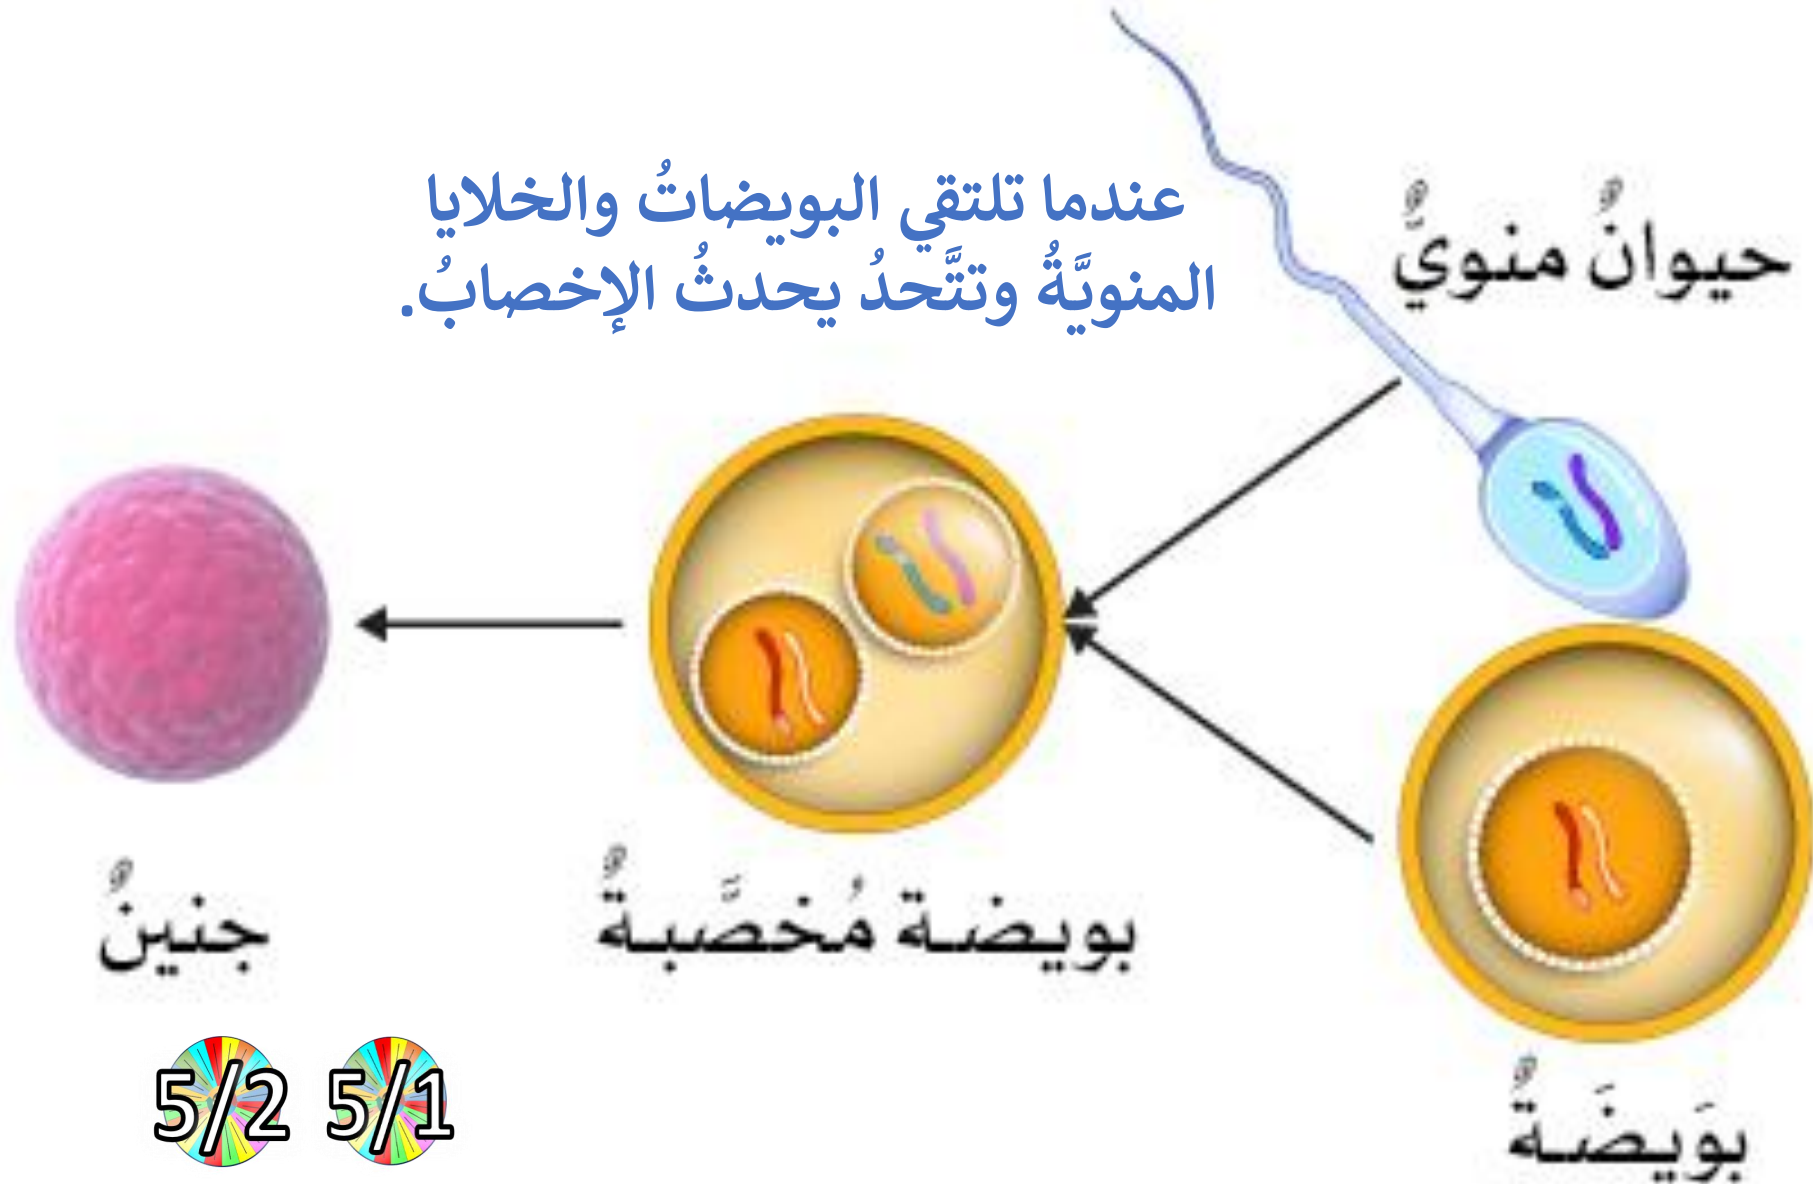 عندما تلتقي البويضاتُ والخلايا
المنويَّةُ وتتَّحدُ يحدثُ الإخصابُ.
حيوانٌ منويٌّ
بَوَيضَةٌ
بويضة مُخصَّبةٌ
جنينٌ
5/1
5/2